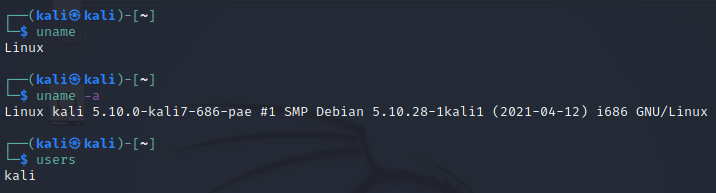 ┌──(kali㉿kali)-[~]
└─$ uname
Linux
┌──(kali㉿kali)-[~]
└─$ uname -a
Linux kali 5.10.0-kali7-686-pae #1 SMP Debian 5.10.28-1kali1 (2021-04-12) i686 GNU/Linux
┌──(kali㉿kali)-[~]
└─$ users
kali